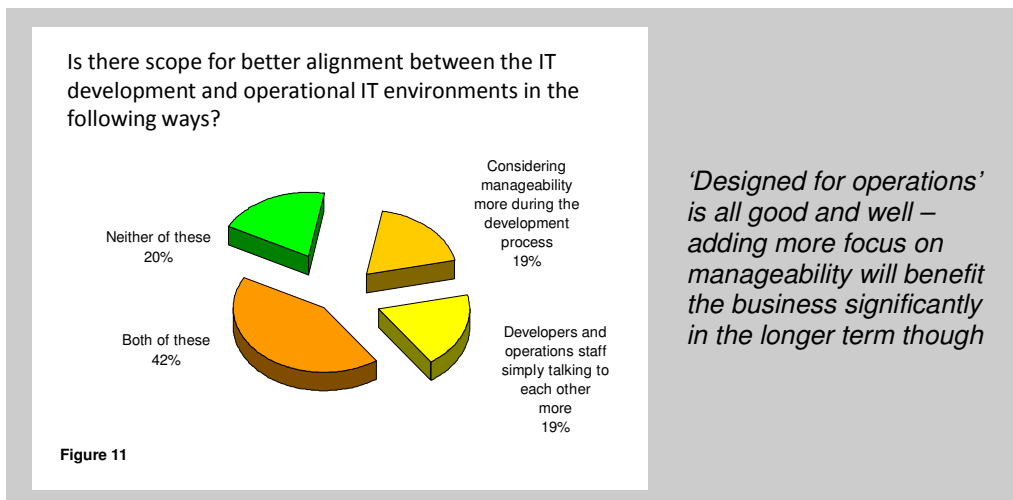 Is there scope for better alignment between the IT
development and operational IT environments in the
following ways?
Considering
manageability
more during the
development
process
19%
Neither of these
20%
Both of these
42%
Developers and
operations staff
simply talking to
each other
more
19%
Figure 11
‘Designed for operations’
is all good and well –
adding more focus on
manageability will benefit
the business significantly
in the longer term though